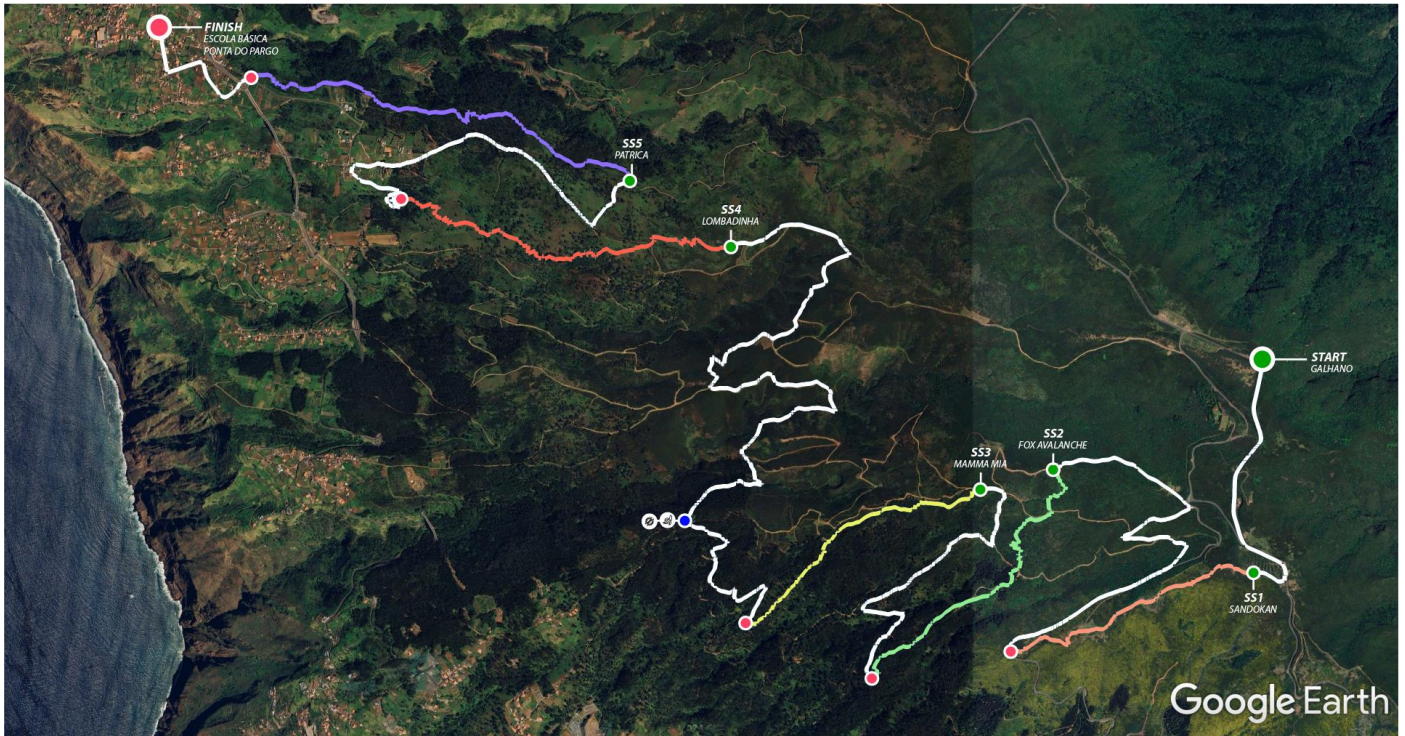 FINISH
ESCOLA BÁSICA
PONTA DO PARGO
SS5
PATRICA
SS4
LOMBADINHA
START
GALHANO
SS2
FOX AVALANCHE
SS3
MAMMA MIA
SS1
SANDOKAN
Google Earth